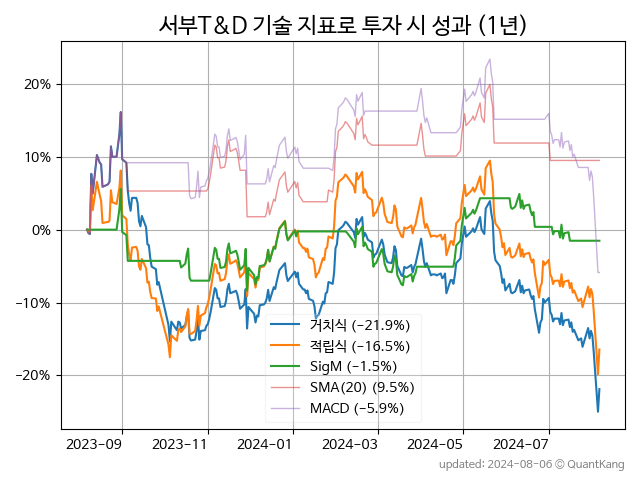 서부T&D 기술 지표로 투자 시 성과 (1년)
20%
10%
0%
−10%
−20%
거치식 (−21.9%)
적립식 (−16.5%)
SigM (−1.5%)
SMA(20) (9.5%)
MACD (−5.9%)
2023-09
2023-11
2024-01
2024-03
2024-05
2024-07
updated: 2024-08-06 © QuantKang